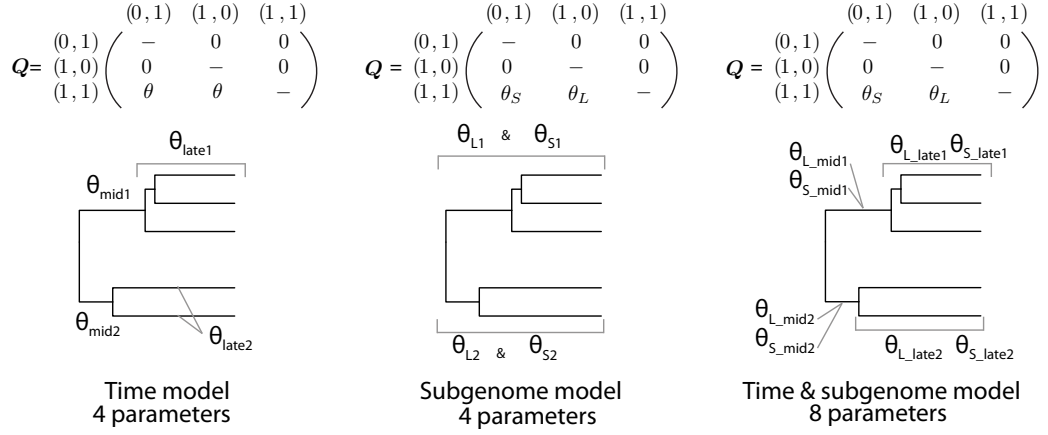 (0, 1) (1, 0) (1, 1)
Q= (0, 1) − 0 0
(1, 0) 0 − 0
(1, 1) θ θ −
θlate1
θmid1
θmid2
θlate2
Time model
4 parameters
(0, 1) (1, 0) (1, 1)
Q = (0, 1) − 0 0
(1, 0) 0 − 0
(1, 1) θS θL −
θL1 & θS1
θL2 & θS2
Subgenome model
4 parameters
(0, 1) (1, 0) (1, 1)
Q = (0, 1) − 0 0
(1, 0) 0 − 0
(1, 1) θS θL −
θL_mid1
θS_mid1
θL_late1 θS_late1
θL_mid2
θS_mid2
θL_late2 θS_late2
Time & subgenome model
8 parameters